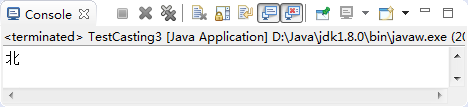 Console
<terminated> TestCasting3 [Java Application] D:\Java\jdk1.8.0\bin\javaw.exe (20
北